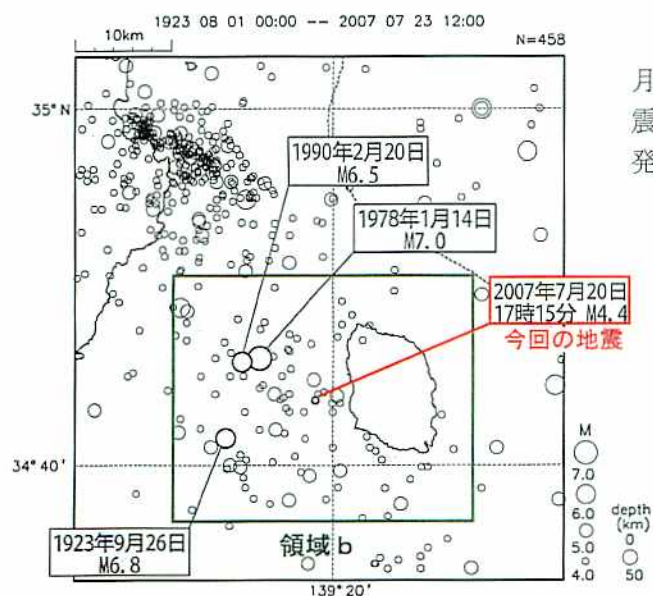 1923 08 01 00:00 -- 2007 07 23 12:00
10km
N=458
35°N
月
震
発
1990年2月20日
M6.5
1978年1月14日
M7.0
2007年7月20日
17時15分 M4.4
今回の地震
M
7.0
6.0
5.0
4.0
depth
(km)
0
50
34°40'
1923年9月26日
M6.8
領域b
139°20'